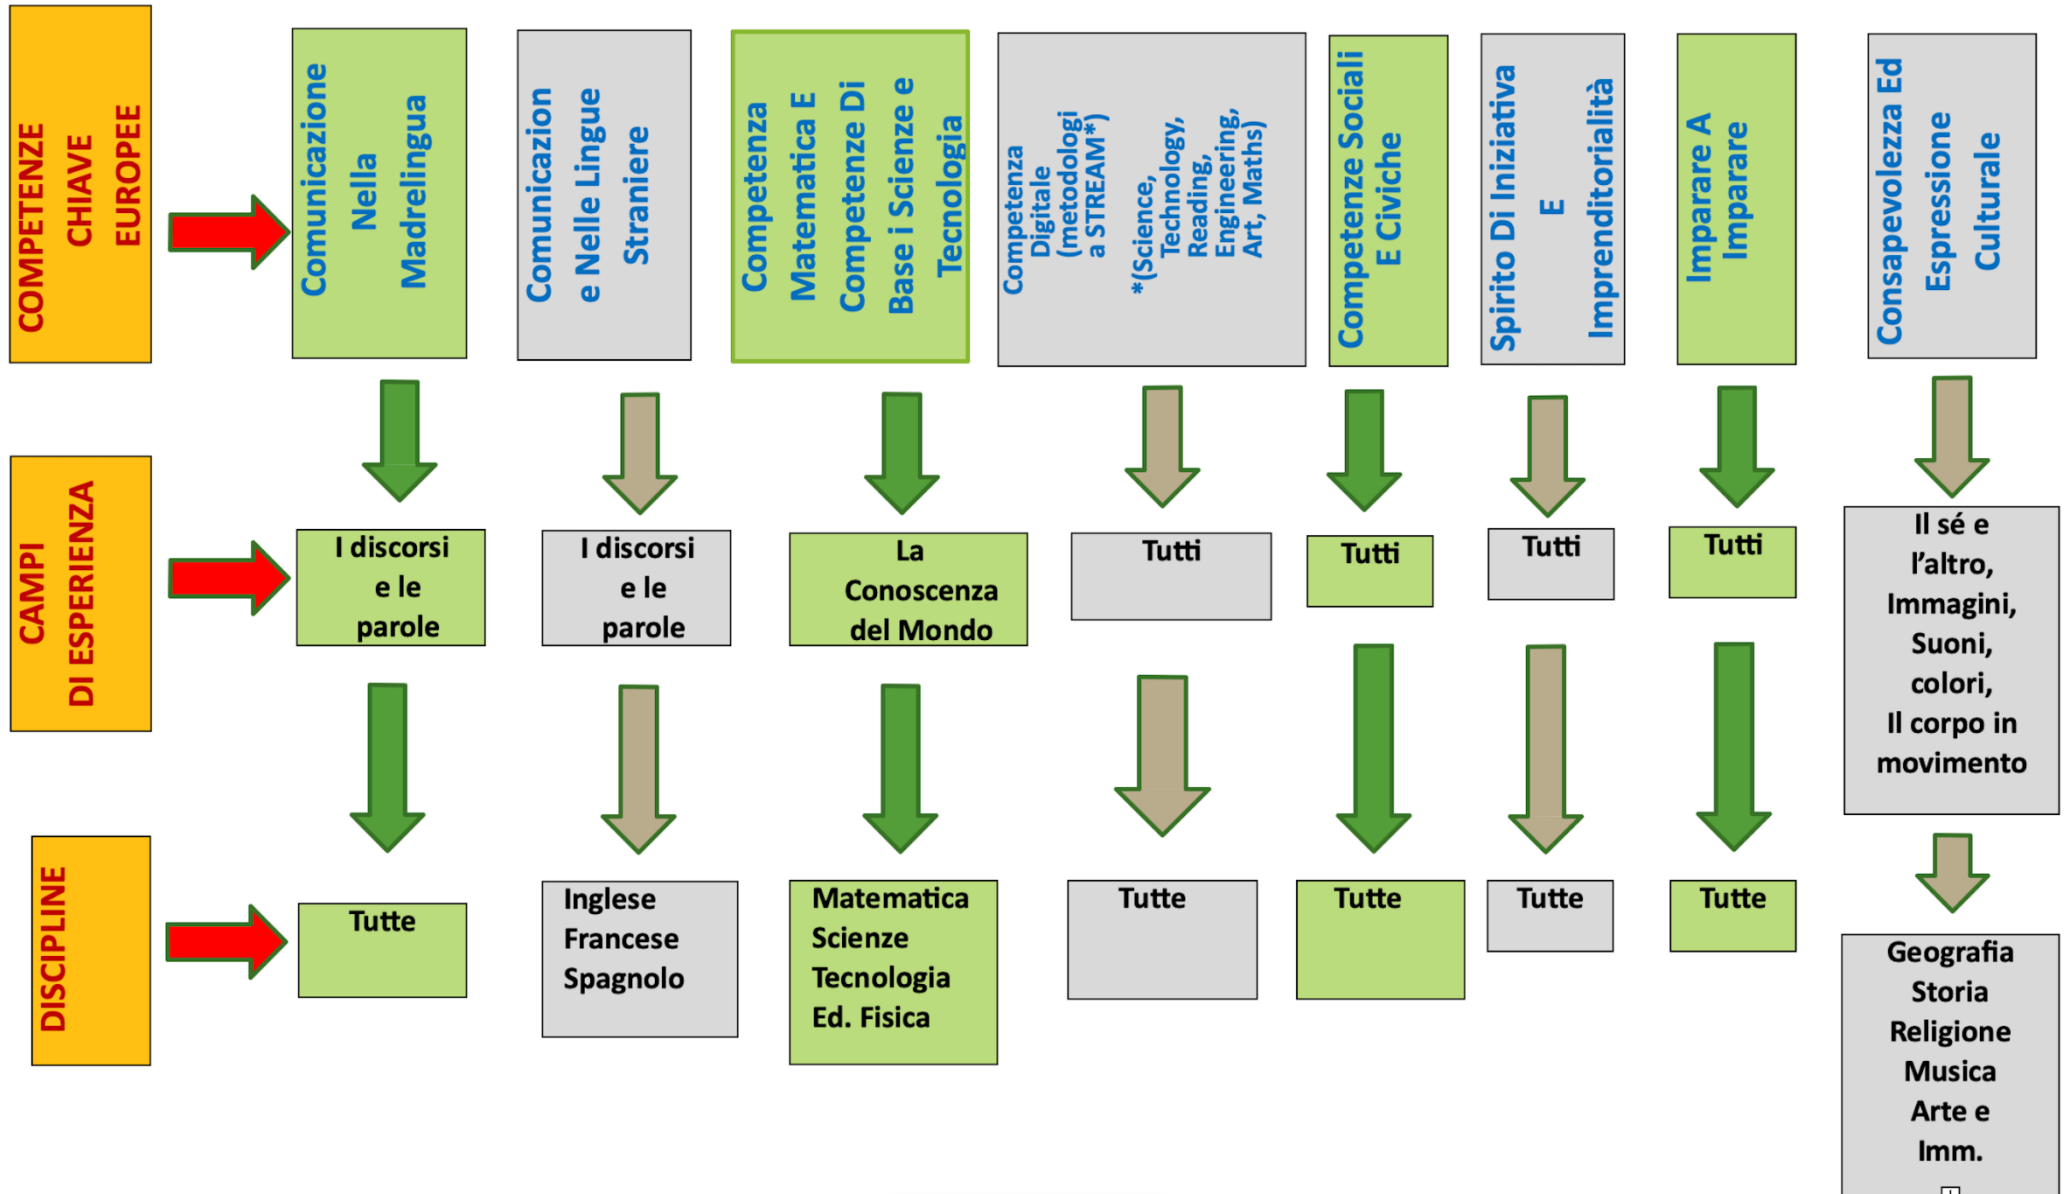 COMPETENZE
CHIAVE
EUROPEE
Comunicazione
Nella
Madrelingua
Comunicazion
e Nelle Lingue
Straniere
Competenza
Matematica E
Competenze Di
Base i Scienze e
Tecnologia
Competenza
Digitale
(metodologi
a STREAM*)
*(Science,
Technology,
Reading,
Engineering,
Art, Maths)
Competenze Sociali
E Civiche
Spirito Di Iniziativa
E
Imprenditorialità
Imparare A
Imparare
Consapevolezza Ed
Espressione
Culturale
CAMPI
DI ESPERIENZA
I discorsi
e le
parole
I discorsi
e le
parole
La
Conoscenza
del Mondo
Tutti
Tutti
Tutti
Tutti
Il sé e
l’altro,
Immagini,
Suoni,
colori,
Il corpo in
movimento
DISCIPLINE
Tutte
Inglese
Francese
Spagnolo
Matematica
Scienze
Tecnologia
Ed. Fisica
Tutte
Tutte
Tutte
Tutte
Geografia
Storia
Religione
Musica
Arte e
Imm.